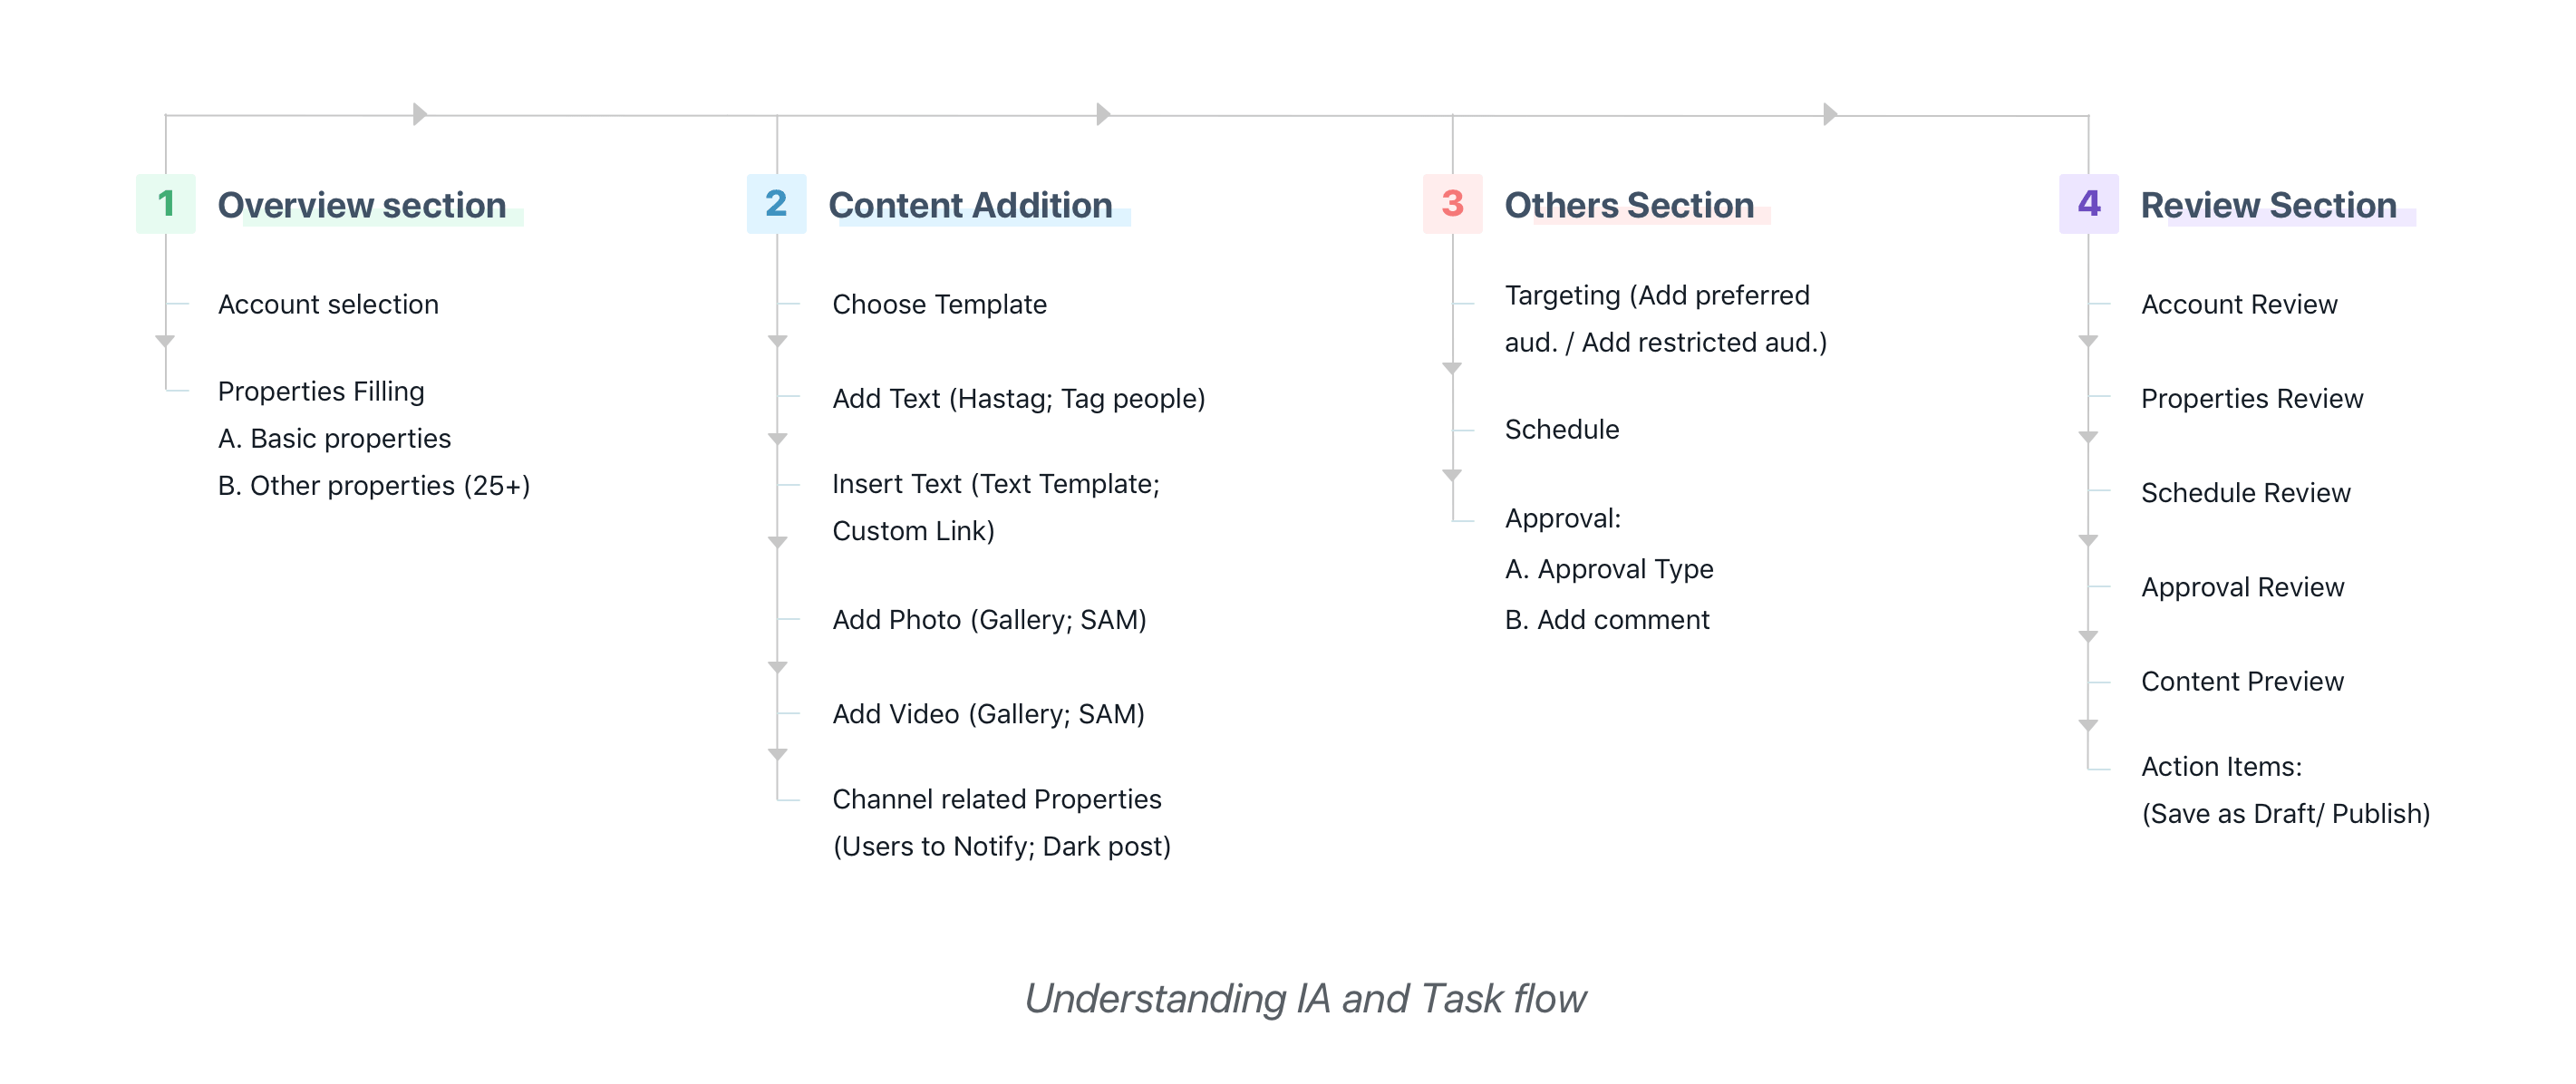 1 Overview section
Account selection
Properties Filling
A. Basic properties
B. Other properties (25+)
2 Content Addition
Choose Template
Add Text (Hastag; Tag people)
Insert Text (Text Template;
Custom Link)
Add Photo (Gallery; SAM)
Add Video (Gallery; SAM)
Channel related Properties
(Users to Notify; Dark post)
3 Others Section
Targeting (Add preferred
aud. / Add restricted aud.)
Schedule
Approval:
A. Approval Type
B. Add comment
4 Review Section
Account Review
Properties Review
Schedule Review
Approval Review
Content Preview
Action Items:
(Save as Draft/ Publish)
Understanding IA and Task flow